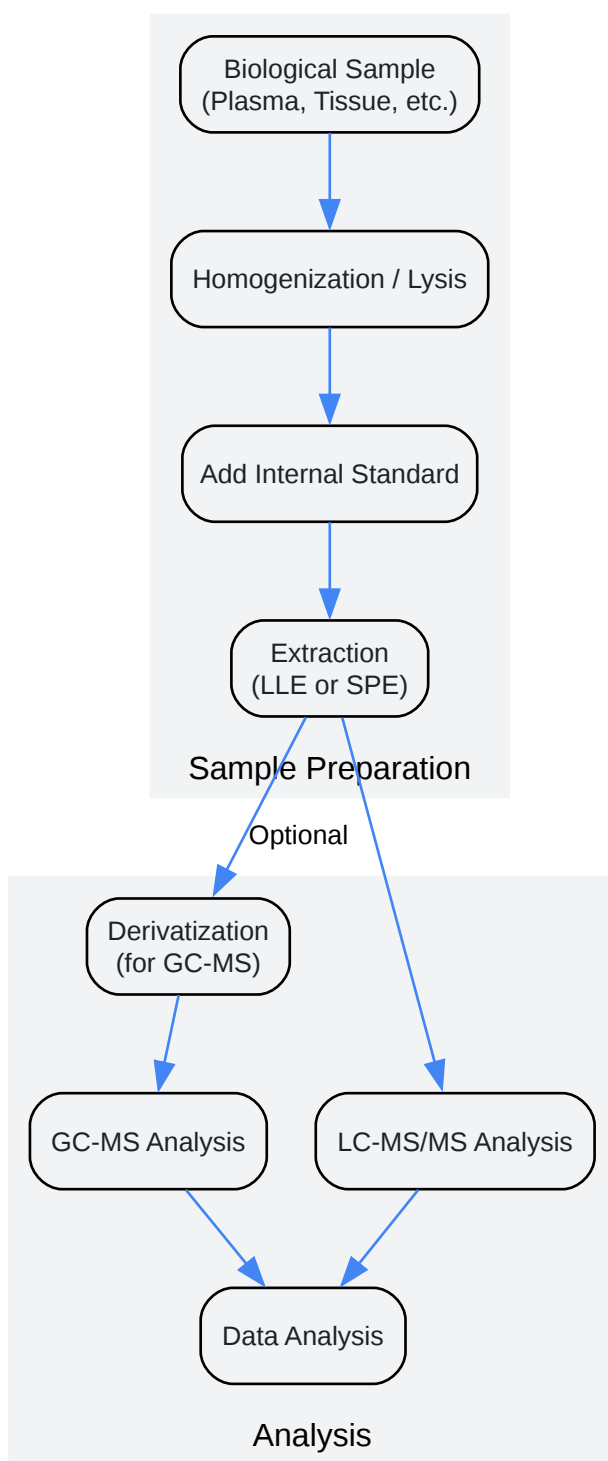 Biological Sample
(Plasma, Tissue, etc.)
Homogenization / Lysis
Add Internal Standard
Extraction
(LLE or SPE)
Sample Preparation
Optional
Derivatization
(for GC-MS)
GC-MS Analysis
LC-MS/MS Analysis
Data Analysis
Analysis